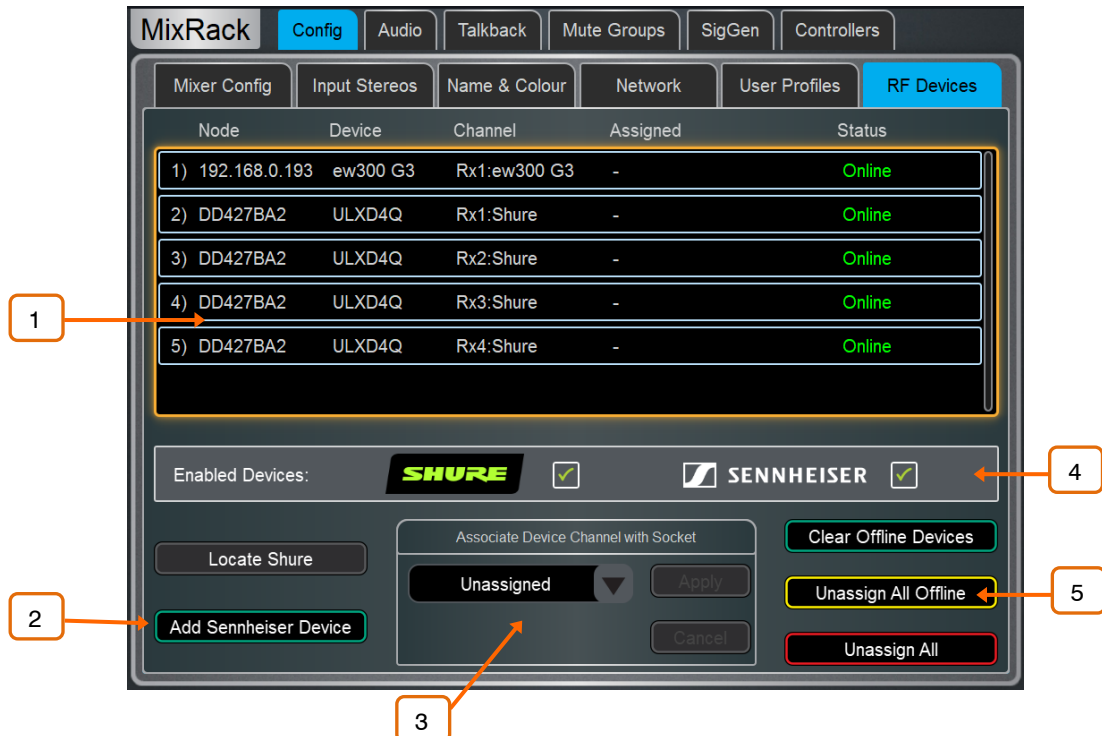 MixRack Config Audio Talkback Mute Groups SigGen Controllers
Mixer Config Input Stereos Name & Colour Network User Profiles RF Devices
Node Device Channel Assigned Status
1) 192.168.0.193 ew300 G3 Rx1:ew300 G3 - Online
2) DD427BA2 ULXD4Q Rx1:Shure - Online
3) DD427BA2 ULXD4Q Rx2:Shure - Online
4) DD427BA2 ULXD4Q Rx3:Shure - Online
1
5) DD427BA2 ULXD4Q Rx4:Shure - Online
Enabled Devices: SHURE SENNHEISER
4
Associate Device Channel with Socket
Clear Offline Devices
Locate Shure
Unassigned Apply
Unassign All Offline
5
2
Add Sennheiser Device
Cancel
Unassign All
3